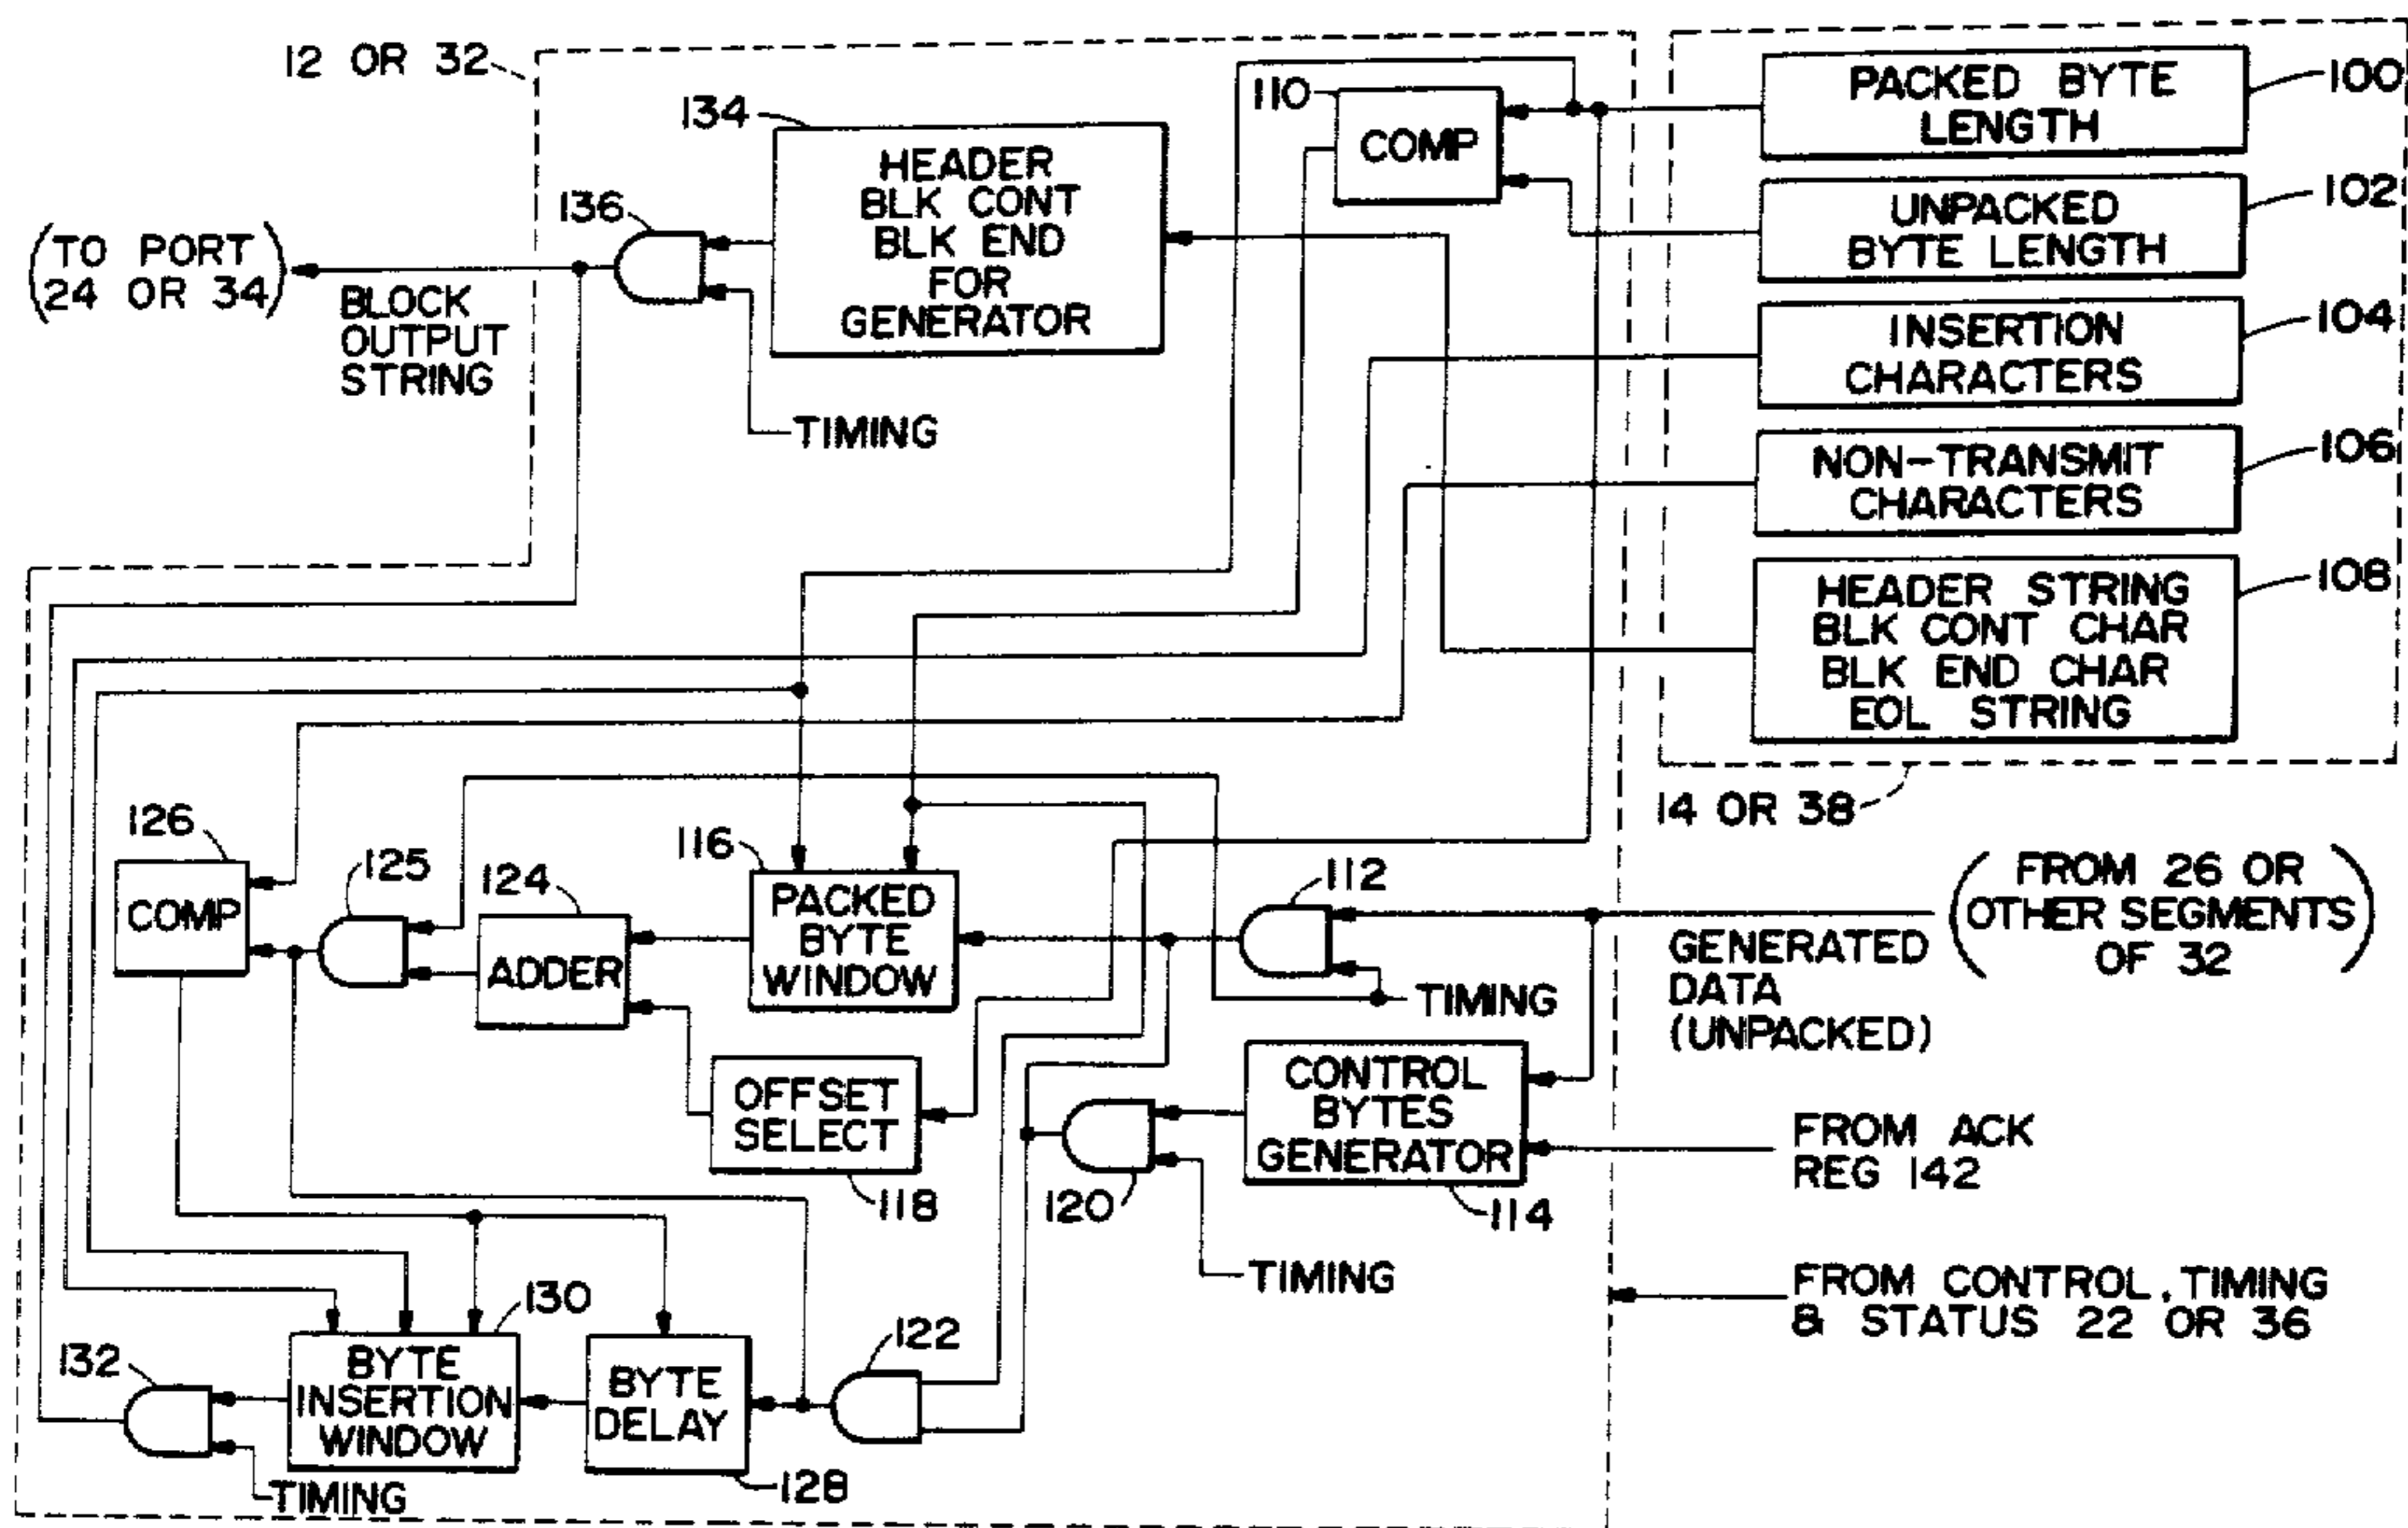 12 OR 32
134
HEADER
BLK CONT
BLK END
FOR
GENERATOR
136
(TO PORT
24 OR 34)
BLOCK
OUTPUT
STRING
TIMING
110
COMP
PACKED BYTE
LENGTH
100
UNPACKED
BYTE LENGTH
102
INSERTION
CHARACTERS
104
NON-TRANSMIT
CHARACTERS
106
HEADER STRING
BLK CONT CHAR
BLK END CHAR
EOL STRING
108
14 OR 38
126
COMP
125
124
ADDER
116
PACKED
BYTE
WINDOW
112
TIMING
(FROM 26 OR
OTHER SEGMENTS
OF 32)
GENERATED
DATA
(UNPACKED)
OFFSET
SELECT
118
120
CONTROL
BYTES
GENERATOR
114
TIMING
FROM ACK
REG 142
FROM CONTROL, TIMING
& STATUS 22 OR 36
132
TIMING
130
BYTE
INSERTION
WINDOW
BYTE
DELAY
128
122